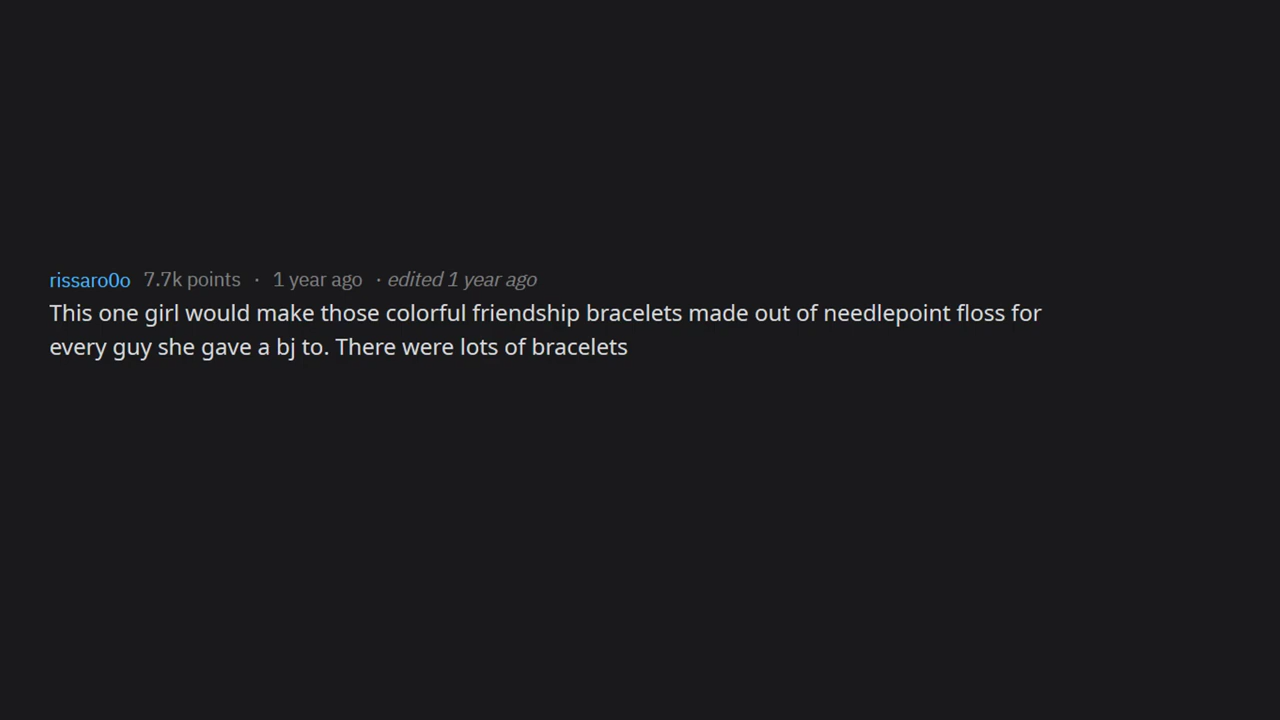 rissaro0o 7.7k points · 1 year ago · edited 1 year ago
This one girl would make those colorful friendship bracelets made out of needlepoint floss for
every guy she gave a bj to. There were lots of bracelets